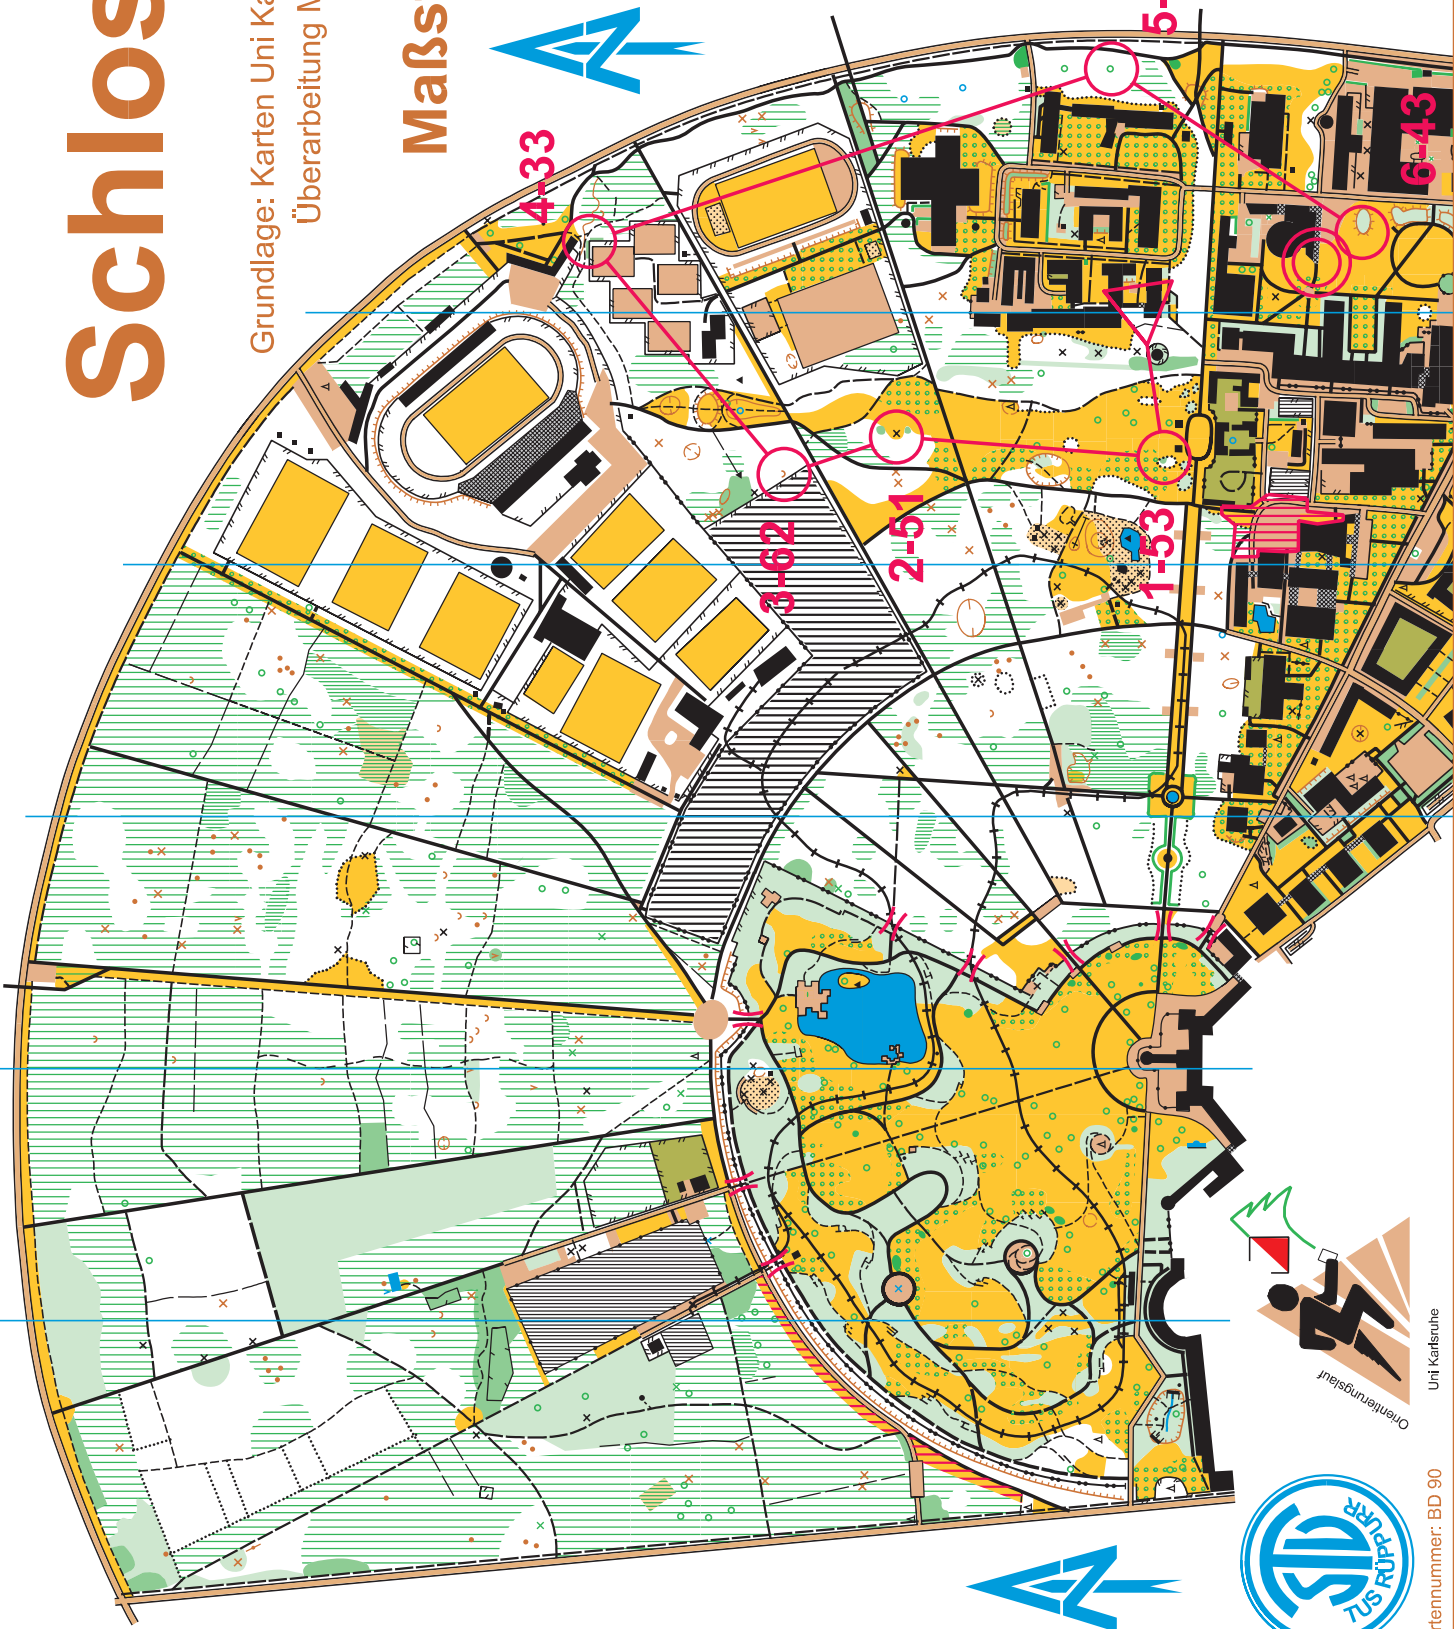 Schlos
Grundlage: Karten Uni Ka
Überarbeitung M
Maßs
4-33
5-
6-43
3-62
2-51
1-53
Orientierungslauf
Uni Karlsruhe
TUS RÜPPURR
rtennummer: BD 90